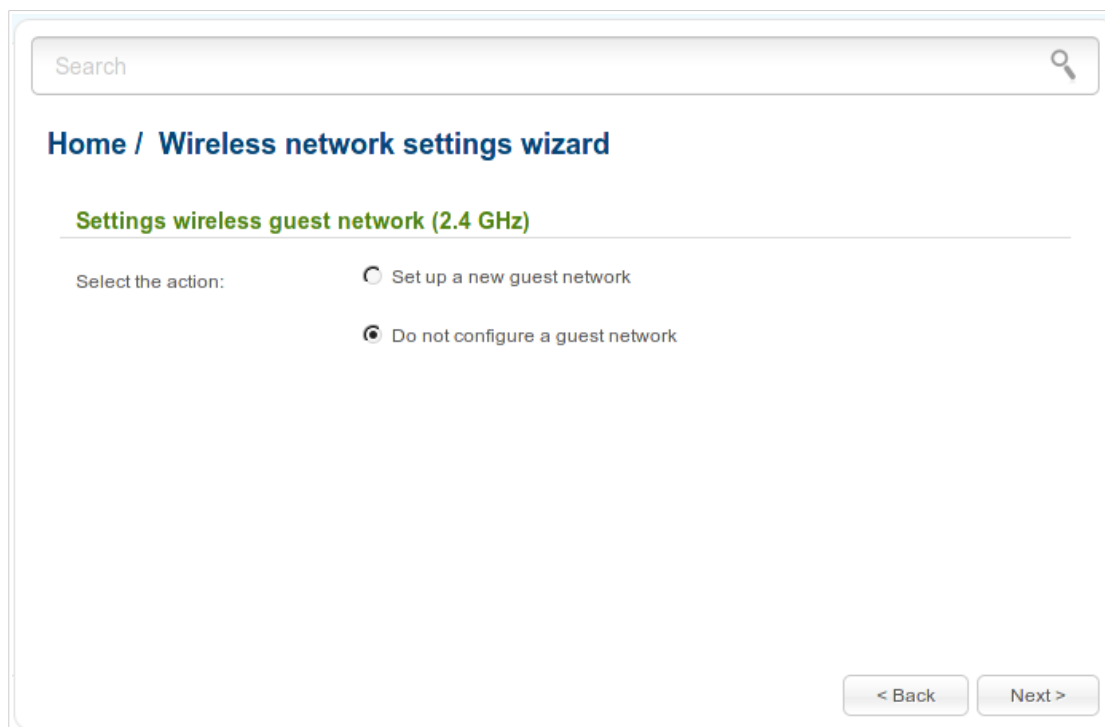 Search
Home / Wireless network settings wizard
Settings wireless guest network (2.4 GHz)
Select the action:
Set up a new guest network
Do not configure a guest network
< Back
Next >